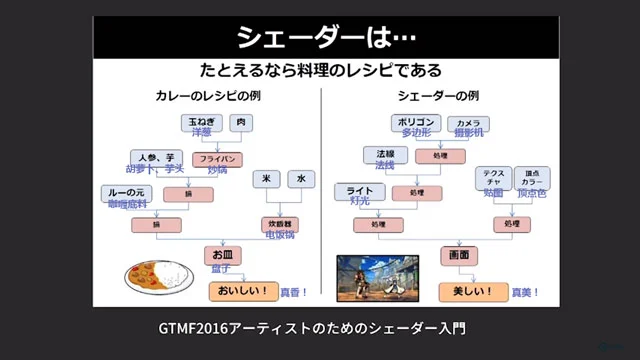 シェーダーは…
たとえるなら料理のレシピである
カレーのレシピの例
玉ねぎ
洋葱
肉
人参、芋
胡萝卜、芋头
フライパン
炒锅
ルーの元
咖喱底料
鍋
米
水
鍋
炊飯器
电饭锅
お皿
盘子
おいしい!
真香!
シェーダーの例
ポリゴン
多边形
カメラ
摄影机
法線
法线
処理
ライト
灯光
処理
テクス
チャ
贴图
頂点
カラー
顶点色
処理
処理
画面
美しい!
真美!
GTMF2016アーティストのためのシェーダー入門